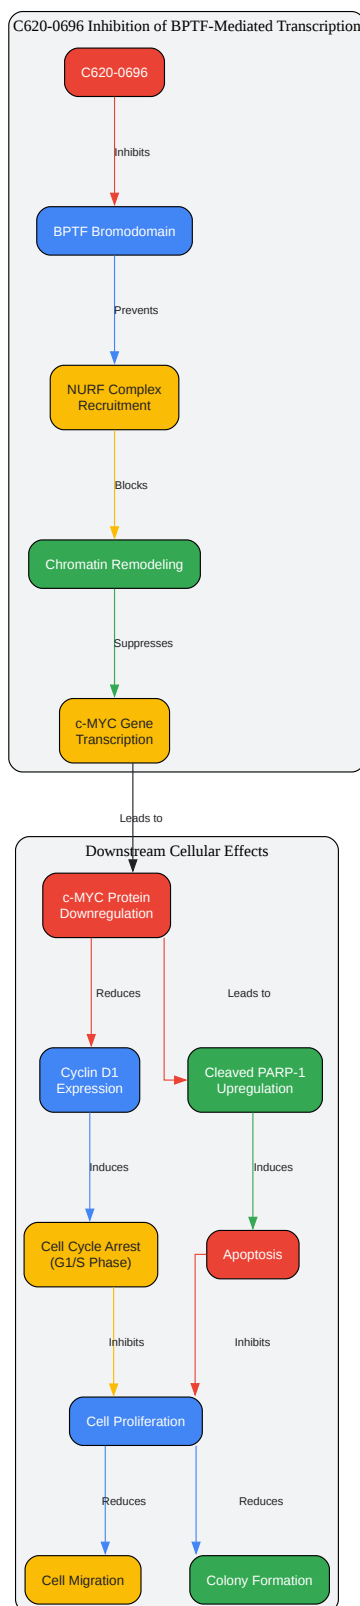 C620-0696 Inhibition of BPTF-Mediated Transcription
C620-0696
Inhibits
BPTF Bromodomain
Prevents
NURF Complex
Recruitment
Blocks
Chromatin Remodeling
Suppresses
c-MYC Gene
Transcription
Leads to
Downstream Cellular Effects
c-MYC Protein
Downregulation
Reduces
Leads to
Cyclin D1
Expression
Cleaved PARP-1
Upregulation
Induces
Induces
Cell Cycle Arrest
(G1/S Phase)
Apoptosis
Inhibits
Inhibits
Cell Proliferation
Reduces
Reduces
Cell Migration
Colony Formation